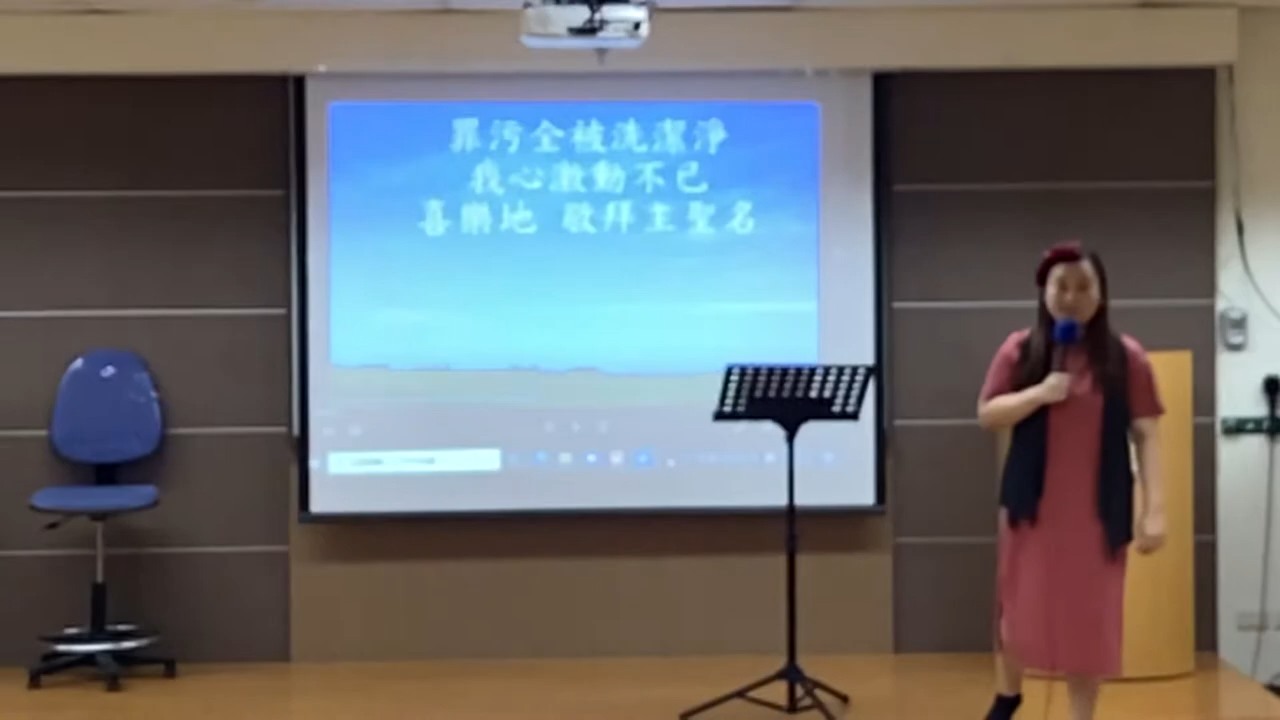 罪污全被洗潔淨
我心激動不已
喜樂地 敬拜主聖名